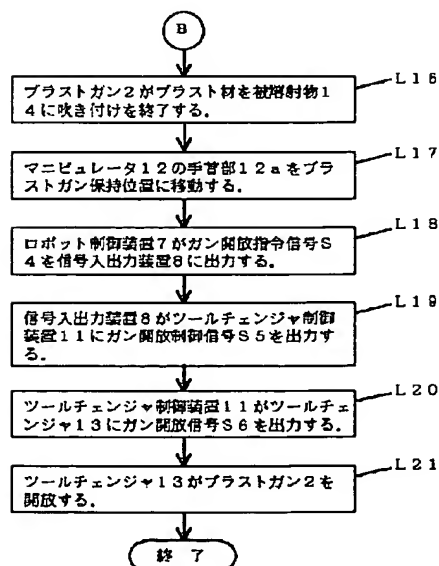 B
L16
ブラストガン2がブラスト材を被溶射物1
4に吹き付けを終了する。
L17
マニピュレータ12の手首部12aをブラ
ストガン保持位置に移動する。
L18
ロボット制御装置7がガン開放指令信号S
4を信号入出力装置8に出力する。
L19
信号入出力装置8がツールチェンジャ制御
装置11にガン開放制御信号S5を出力す
る。
L20
ツールチェンジャ制御装置11がツールチェ
ンジャ13にガン開放信号S6を出力する。
L21
ツールチェンジャ13がブラストガン2を
開放する。
終 了